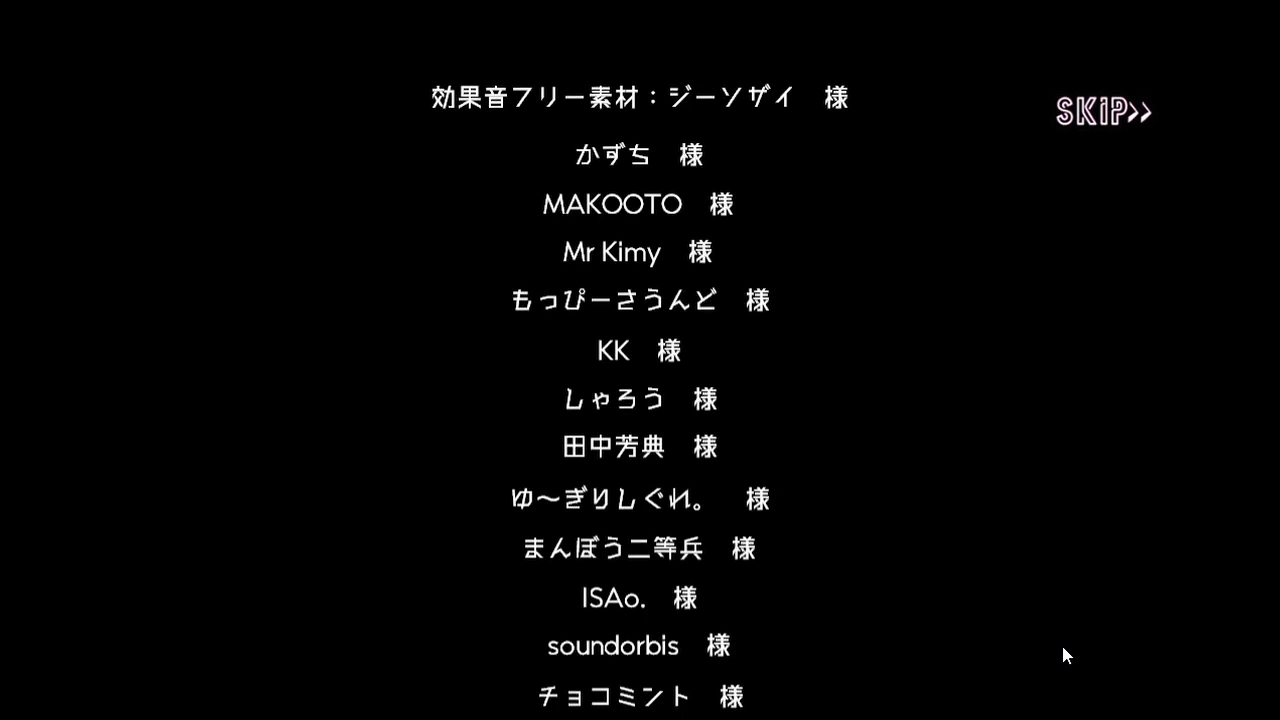 効果音フリー素材：ジーソザイ　様
SKIP>>
かずち　様
MAKOOTO　様
Mr Kimy　様
もっぴーさうんど　様
KK　様
しゃろう　様
田中芳典　様
ゆ～ぎりしぐれ。　様
まんぼう二等兵　様
ISAo.　様
soundorbis　様
チョコミント　様